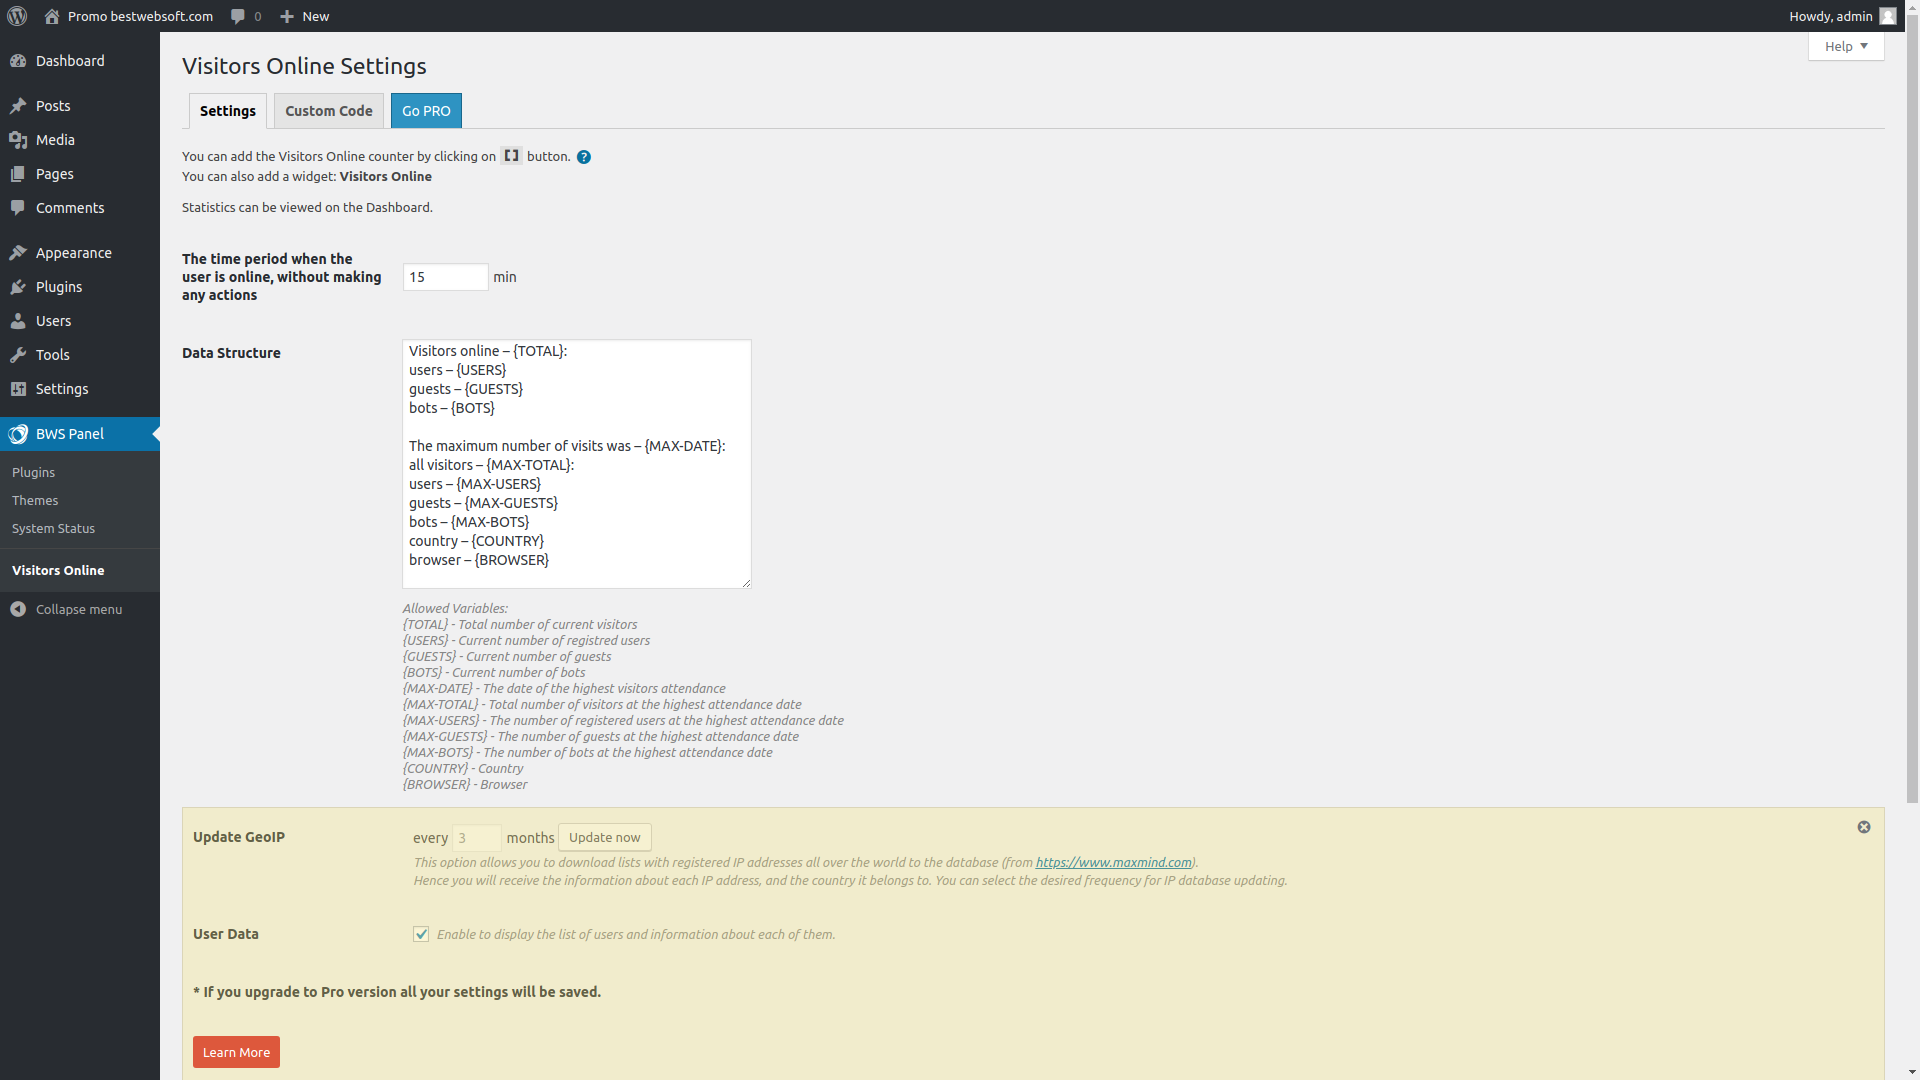 Promo bestwebsoft.com 0 New Howdy, admin
Help
Dashboard
Posts
Media
Pages
Comments
Appearance
Plugins
Users
Tools
Settings
BWS Panel
Plugins
Themes
System Status
Visitors Online
Collapse menu
Visitors Online Settings
Settings Custom Code Go PRO
You can add the Visitors Online counter by clicking on [] button. ?
You can also add a widget: Visitors Online
Statistics can be viewed on the Dashboard.
The time period when the
user is online, without making
any actions
15 min
Data Structure
Visitors online – {TOTAL}:
users – {USERS}
guests – {GUESTS}
bots – {BOTS}
The maximum number of visits was – {MAX-DATE}:
all visitors – {MAX-TOTAL}:
users – {MAX-USERS}
guests – {MAX-GUESTS}
bots – {MAX-BOTS}
country – {COUNTRY}
browser – {BROWSER}
Allowed Variables:
{TOTAL} - Total number of current visitors
{USERS} - Current number of registred users
{GUESTS} - Current number of guests
{BOTS} - Current number of bots
{MAX-DATE} - The date of the highest visitors attendance
{MAX-TOTAL} - Total number of visitors at the highest attendance date
{MAX-USERS} - The number of registered users at the highest attendance date
{MAX-GUESTS} - The number of guests at the highest attendance date
{MAX-BOTS} - The number of bots at the highest attendance date
{COUNTRY} - Country
{BROWSER} - Browser
Update GeoIP every 3 months Update now
This option allows you to download lists with registered IP addresses all over the world to the database (from https://www.maxmind.com).
Hence you will receive the information about each IP address, and the country it belongs to. You can select the desired frequency for IP database updating.
User Data Enable to display the list of users and information about each of them.
* If you upgrade to Pro version all your settings will be saved.
Learn More